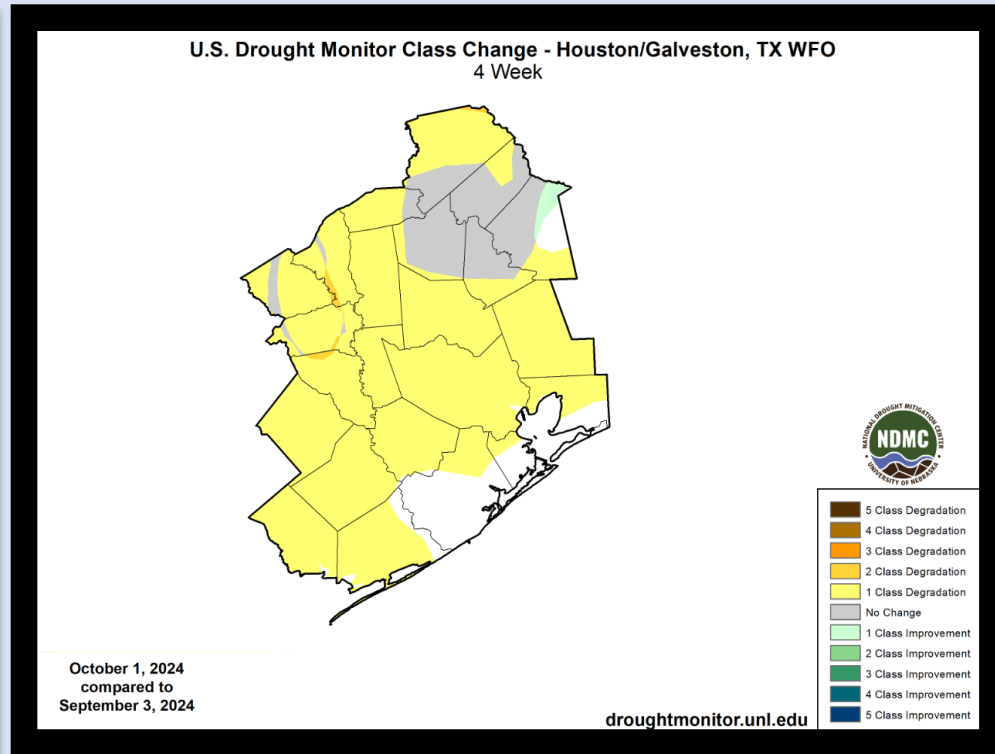 U.S. Drought Monitor Class Change - Houston/Galveston, TX WFO
4 Week
NATIONAL DROUGHT MITIGATION CENTER
NDMC
UNIVERSITY OF NEBRASKA
5 Class Degradation
4 Class Degradation
3 Class Degradation
2 Class Degradation
1 Class Degradation
No Change
1 Class Improvement
2 Class Improvement
3 Class Improvement
4 Class Improvement
5 Class Improvement
October 1, 2024
compared to
September 3, 2024
droughtmonitor.unl.edu